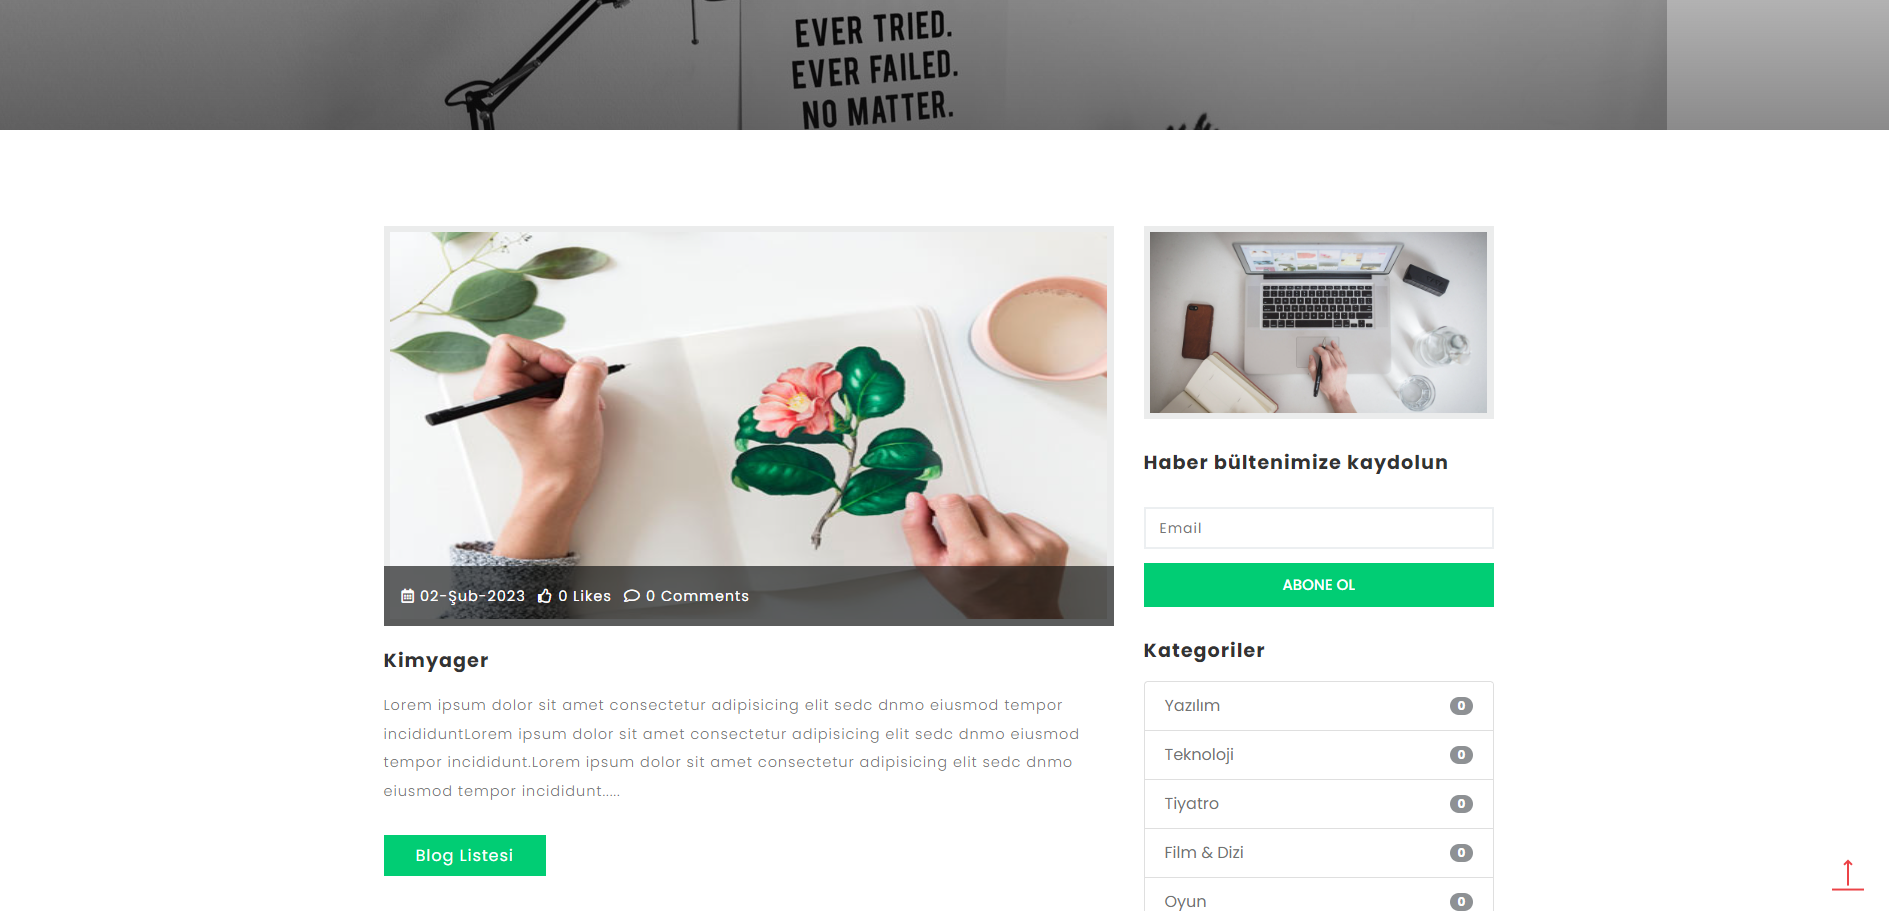 EVER TRIED.
EVER FAILED.
NO MATTER.
02-Şub-2023 0 Likes 0 Comments
Kimyager
Lorem ipsum dolor sit amet consectetur adipisicing elit sedc dnmo eiusmod tempor
incididuntLorem ipsum dolor sit amet consectetur adipisicing elit sedc dnmo eiusmod
tempor incididunt.Lorem ipsum dolor sit amet consectetur adipisicing elit sedc dnmo
eiusmod tempor incididunt.....
Blog Listesi
Haber bültenimize kaydolun
Email
ABONE OL
Kategoriler
Yazılım 0
Teknoloji 0
Tiyatro 0
Film & Dizi 0
Oyun 0